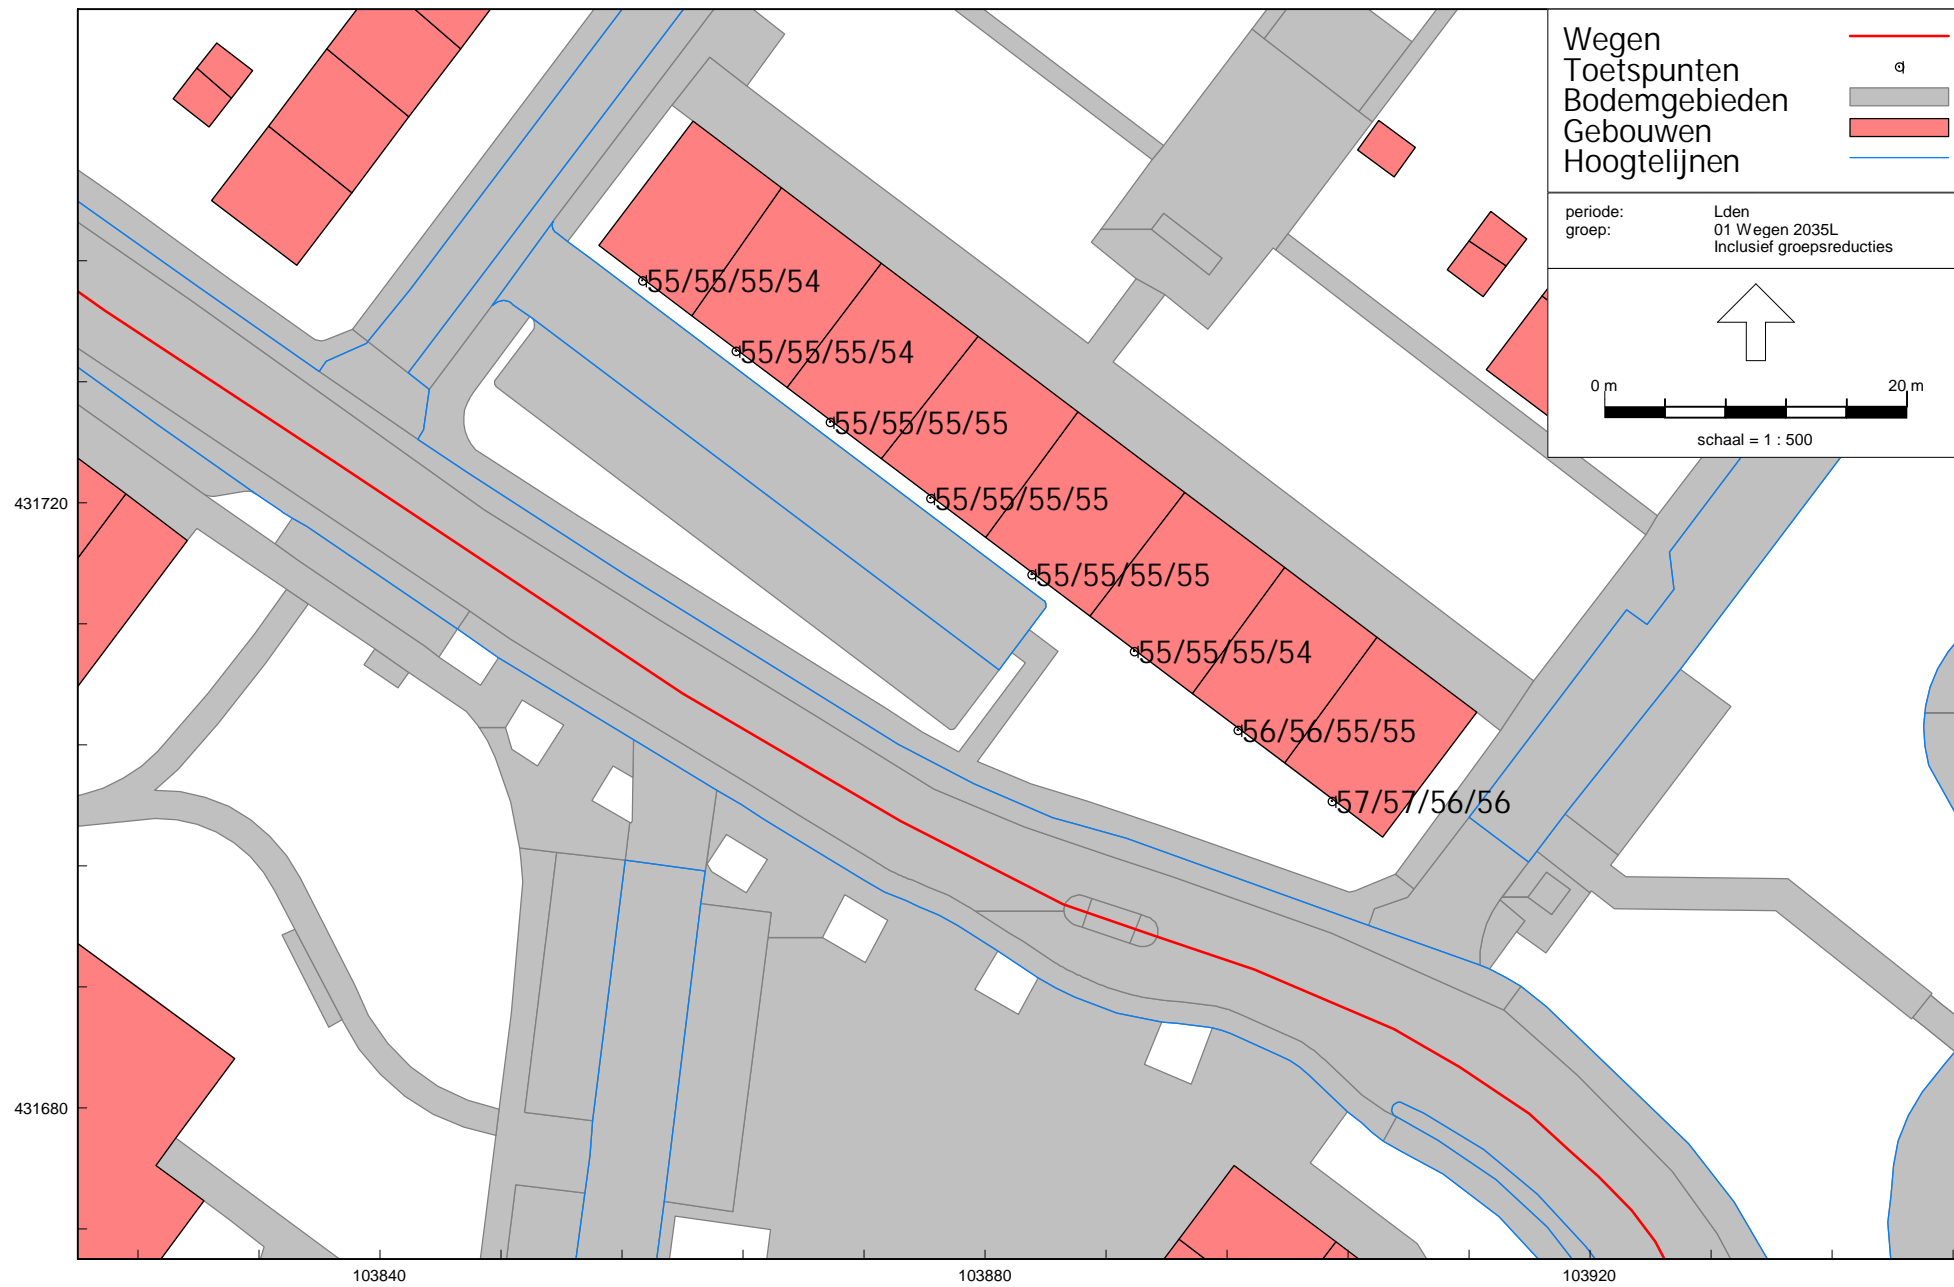 Wegen
Toetspunten
Bodemgebieden
Gebouwen
Hoogtelijnen
periode: Lden
groep: 01 Wegen 2035L
Inclusief groepsreducties
0 m 20 m
schaal = 1 : 500
55/55/55/54
55/55/55/54
55/55/55/55
55/55/55/55
55/55/55/55
55/55/55/54
56/56/55/55
57/57/56/56
431720
431680
103840 103880 103920